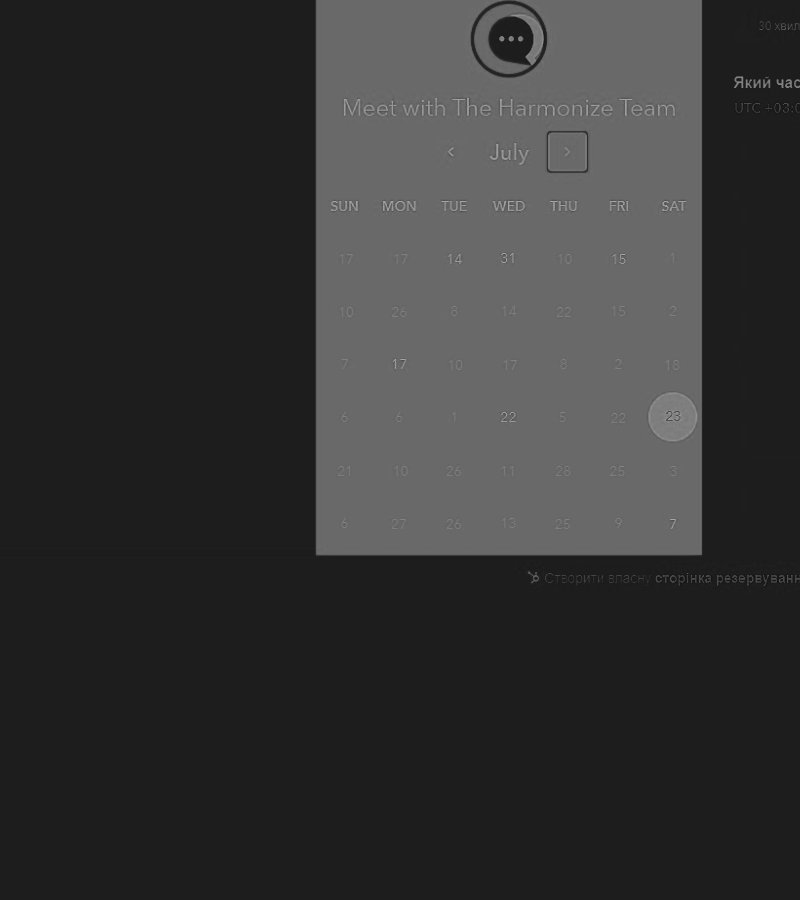 30 хвил
Який час
UTC +03:0
Meet with The Harmonize Team
July
SUN MON TUE WED THU FRI SAT
17 17 14 31 10 15 1
10 26 8 14 22 15 2
7 17 10 17 8 2 18
6 6 1 22 5 22 23
21 10 26 11 28 25 3
6 27 26 13 25 9 7
Створити власну сторінка резервуванн